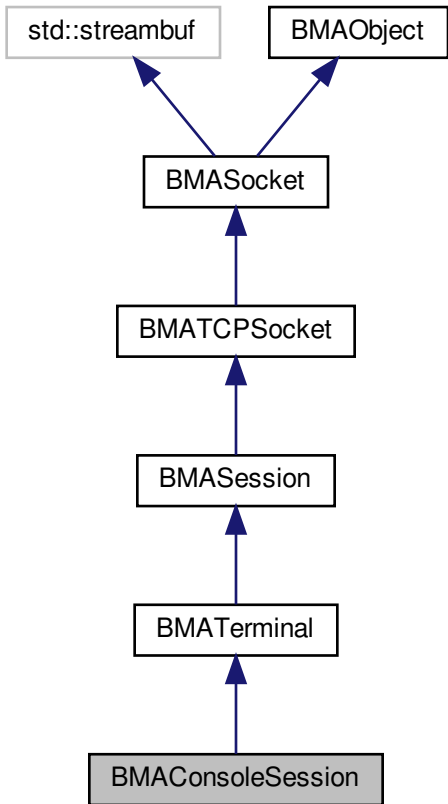 std::streambuf
BMAObject
BMASocket
BMATCPSocket
BMASession
BMATerminal
BMAConsoleSession